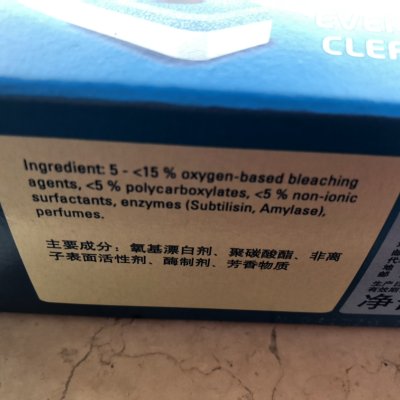 CLE
Ingredient: 5 - <15 % oxygen-based bleaching
agents, <5 % polycarboxylates, <5 % non-ionic
surfactants, enzymes (Subtilisin, Amylase),
perfumes.
主要成分：氧基漂白剂、聚碳酸酯、非离
子表面活性剂、酶制剂、芳香物质